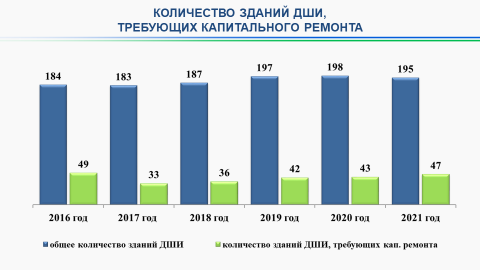 КОЛИЧЕСТВО ЗДАНИЙ ДШИ,
ТРЕБУЮЩИХ КАПИТАЛЬНОГО РЕМОНТА
184 183 187 197 198 195
49 33 36 42 43 47
2016 год 2017 год 2018 год 2019 год 2020 год 2021 год
общее количество зданий ДШИ количество зданий ДШИ, требующих кап. ремонта